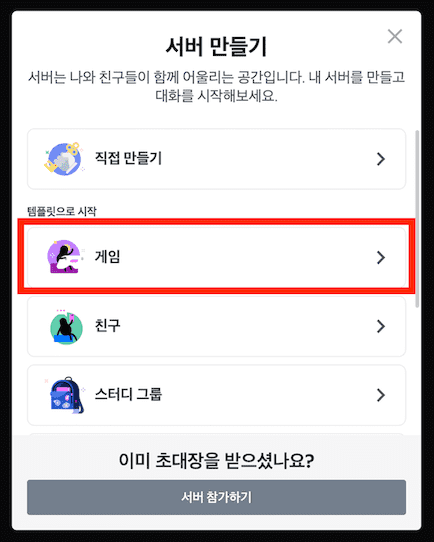 서버 만들기
서버는 나와 친구들이 함께 어울리는 공간입니다. 내 서버를 만들고
대화를 시작해보세요.
직접 만들기
템플릿으로 시작
게임
친구
스터디 그룹
이미 초대장을 받으셨나요?
서버 참가하기